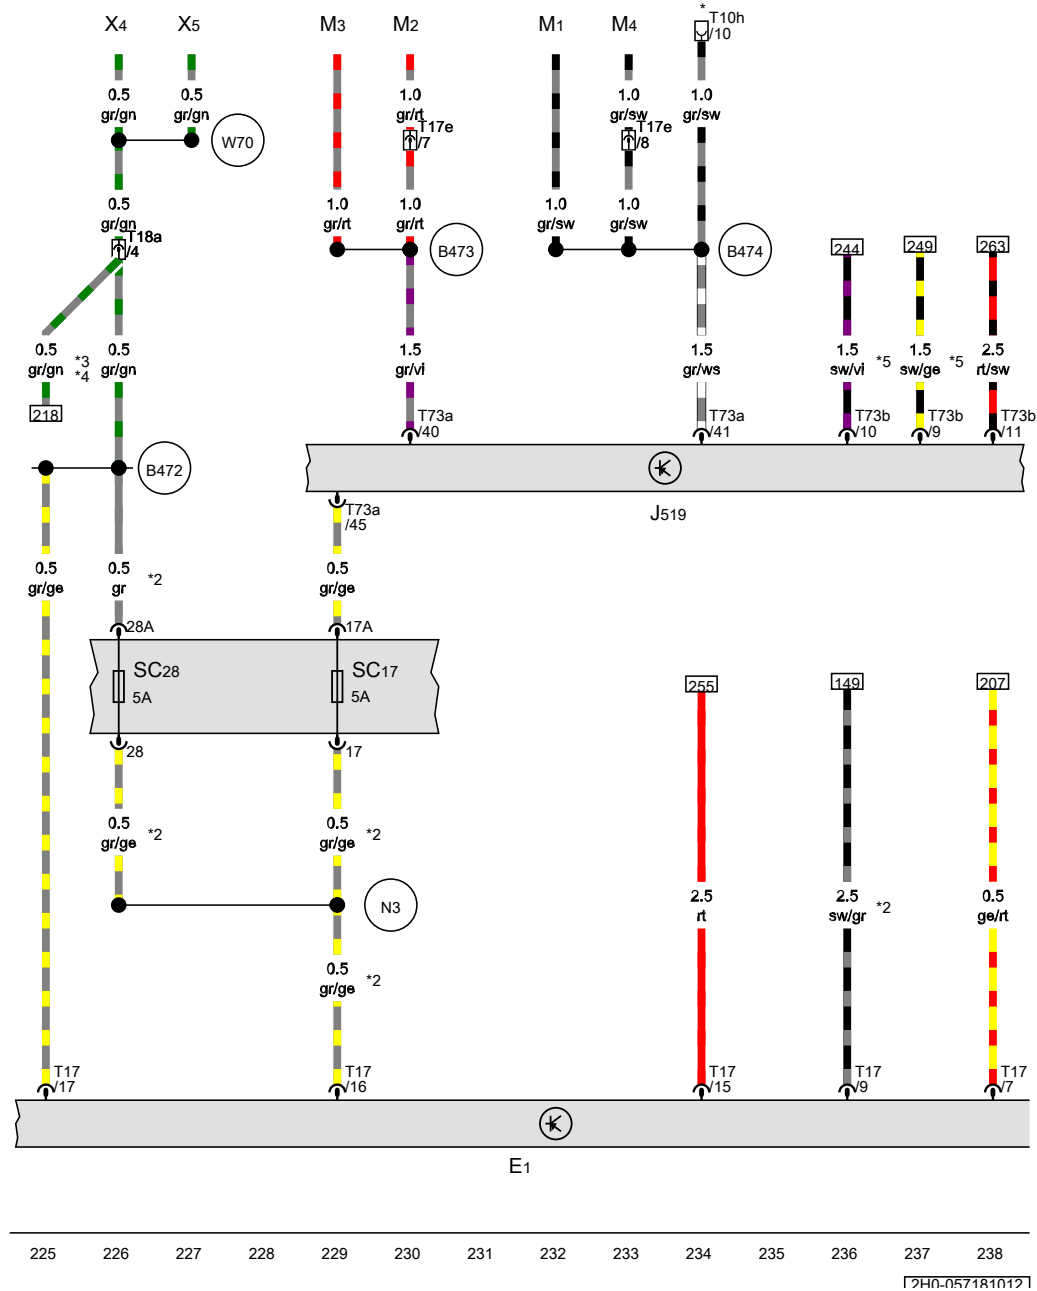 X4 X5 M3 M2 M1 M4 * T10h
/10
0.5 0.5 1.0 1.0 1.0
gr/gn gr/gn gr/rt gr/sw gr/sw
T17e T17e
/7 /8
W70
0.5 1.0 1.0 1.0 1.0
gr/gn gr/rt gr/rt gr/sw gr/sw
T18a
/4
B473 B474 244 249 263
0.5 *3 0.5 1.5 1.5 1.5 *5 1.5 *5 2.5
gr/gn *4 gr/gn gr/vi gr/ws sw/vi sw/ge rt/sw
218
T73a T73a T73b T73b T73b
/40 /41 /10 /9 /11
B472
T73a
/45
J519
0.5 0.5 *2 0.5
gr/ge gr gr/ge
28A 17A
SC28 SC17
5A 5A
255 149 207
28 17
0.5 *2 0.5 *2
gr/ge gr/ge
2.5 2.5 *2 0.5
rt sw/gr ge/rt
N3
0.5 *2
gr/ge
T17 T17 T17 T17 T17
/17 /16 /15 /9 /7
E1
225 226 227 228 229 230 231 232 233 234 235 236 237 238
2H0-057181012